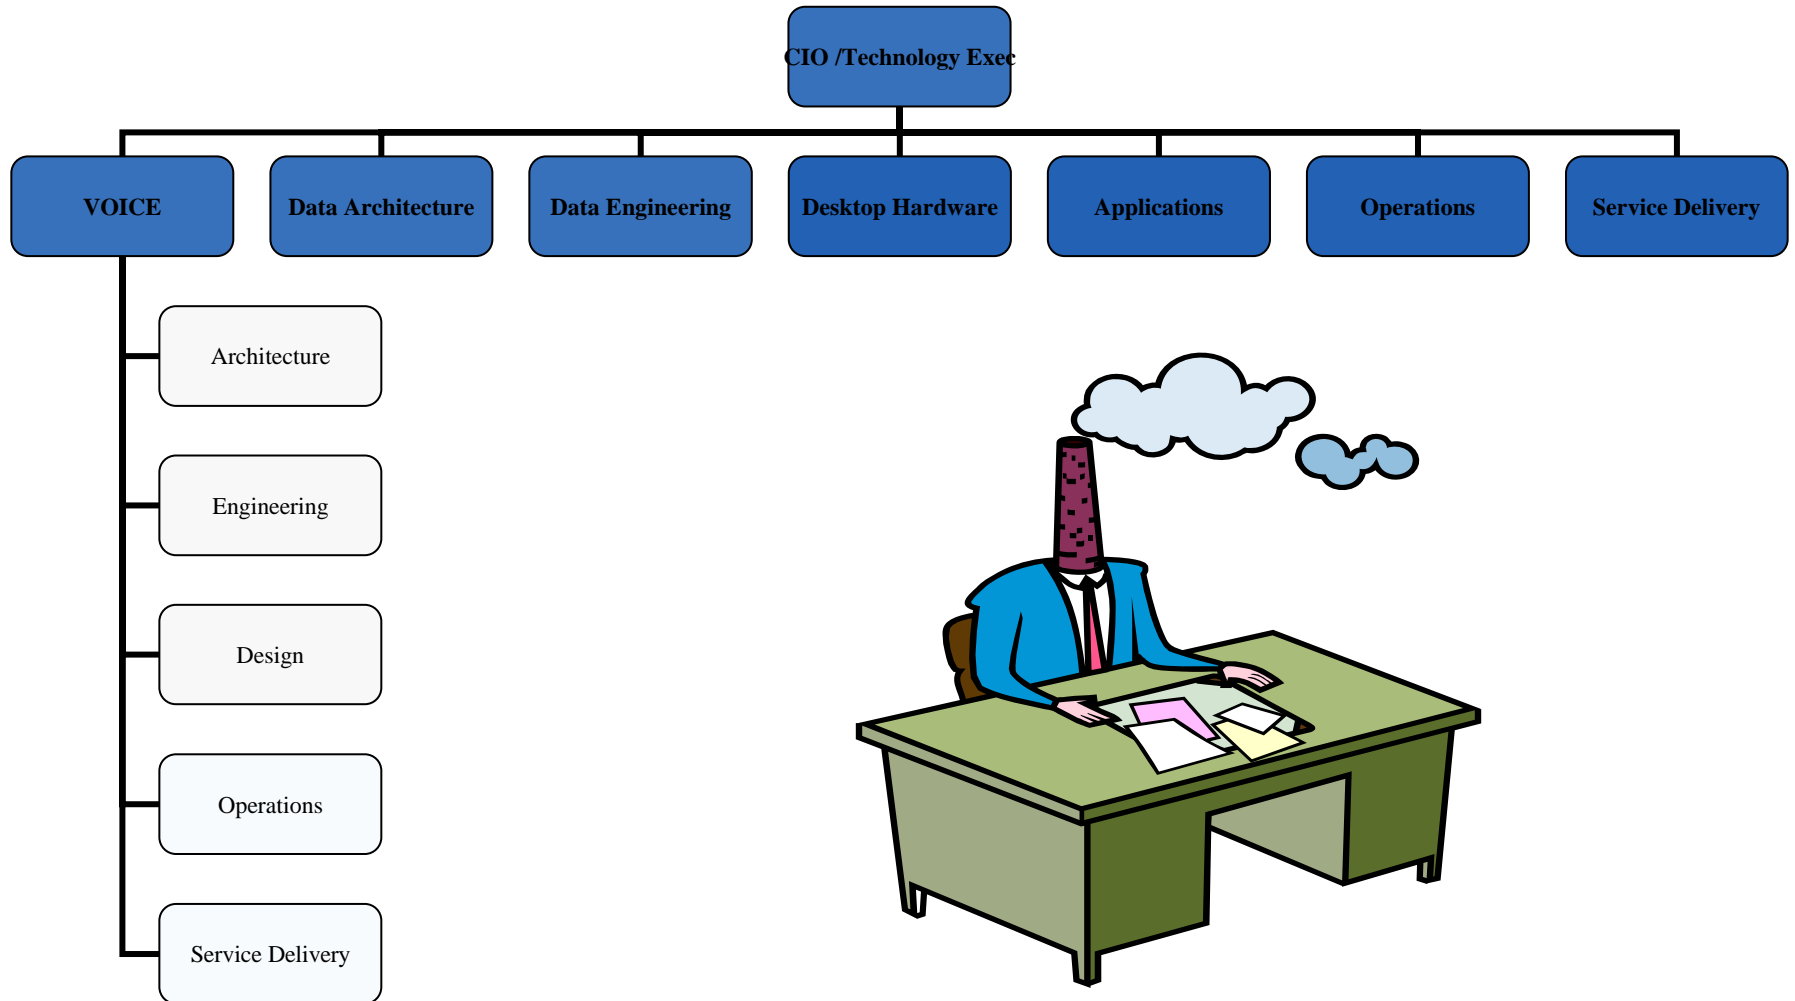 CIO /Technology Exec
VOICE
Data Architecture
Data Engineering
Desktop Hardware
Applications
Operations
Service Delivery
Architecture
Engineering
Design
Operations
Service Delivery